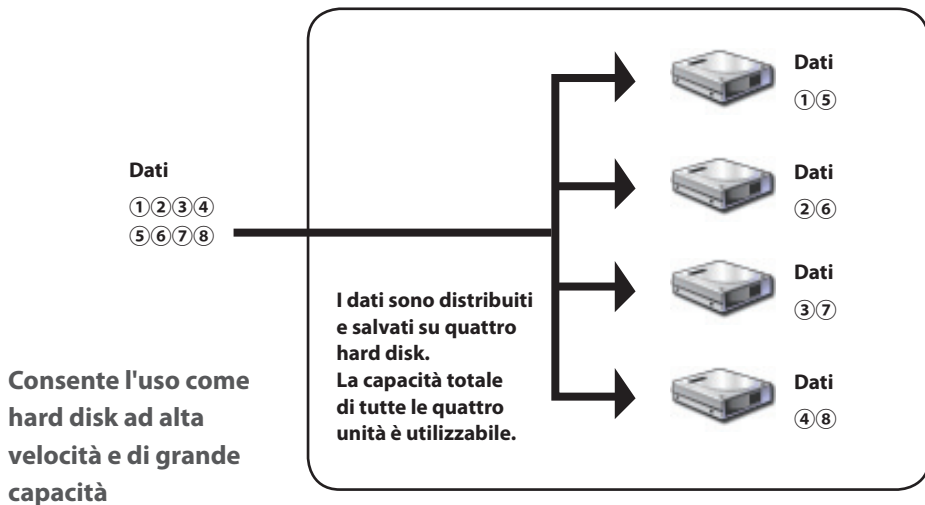 Dati
①②③④
⑤⑥⑦⑧
Consente l'uso come
hard disk ad alta
velocità e di grande
capacità
I dati sono distribuiti
e salvati su quattro
hard disk.
La capacità totale
di tutte le quattro
unità è utilizzabile.
Dati
①⑤
Dati
②⑥
Dati
③⑦
Dati
④⑧